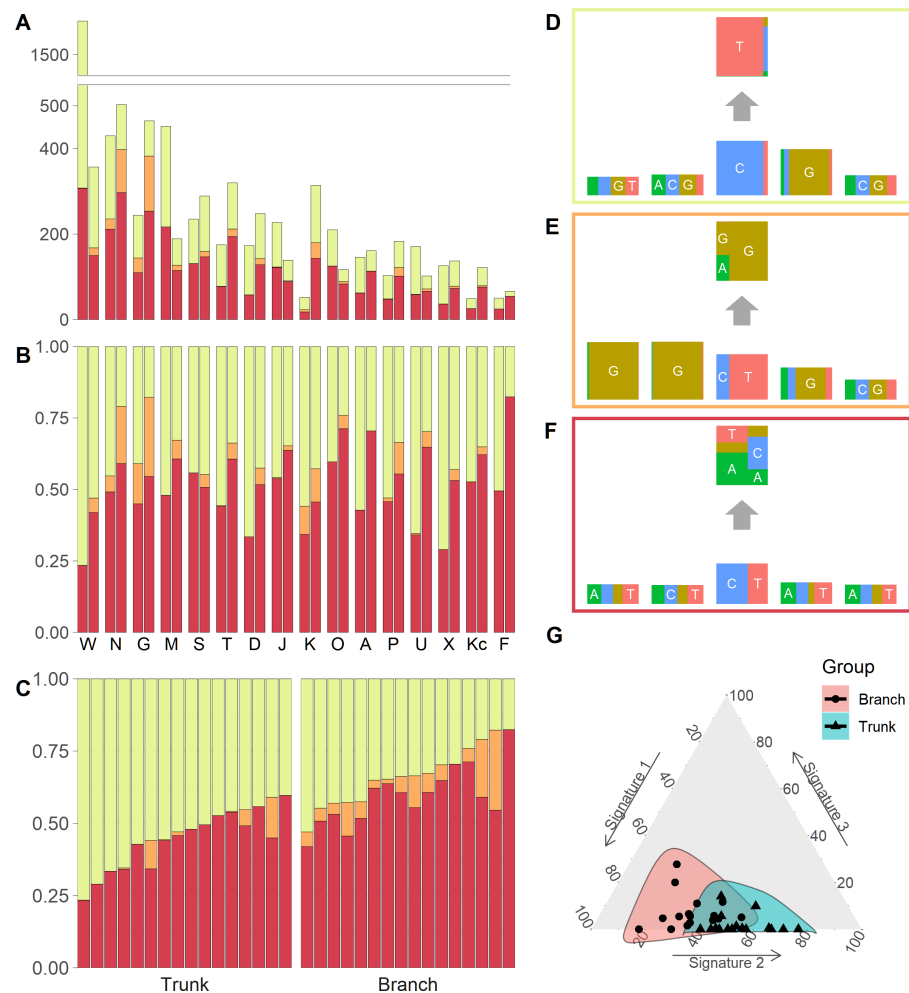 A
1500
500
400
200
0
B
1.00
0.75
0.50
0.25
0.00
W N G M S T D J K O A P U X Kc F
C
1.00
0.75
0.50
0.25
0.00
Trunk Branch
D
T
C
G T A C G G C G
E
G G
A
G G C T G C G
F
T
C
A A
A T C T C T A T A T
G
Group
Branch
Trunk
Signature 1
Signature 2
Signature 3
20 40 60 80 100
20 40 60 80 100
20 40 60 80 100